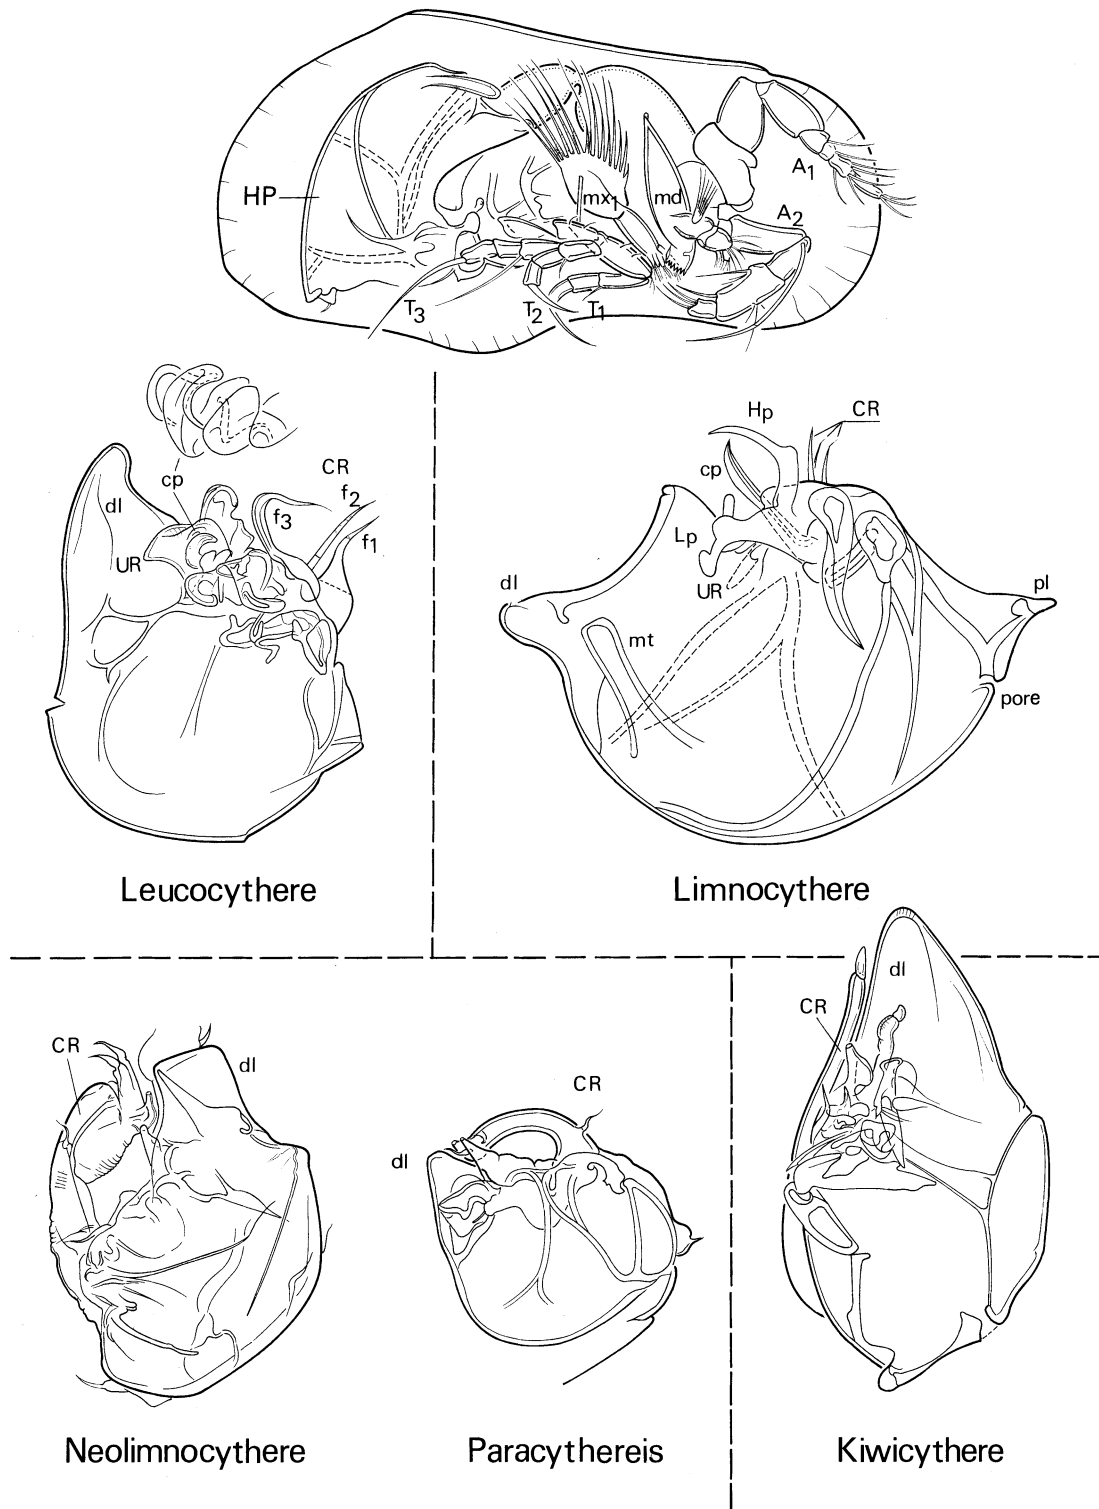 HP
mx1
md
A1
A2
T3
T2
T1
cp
dl
UR
CR
f3
f2
f1
Leucocythere
Hp
CR
cp
Lp
UR
dl
mt
pl
pore
Limnocythere
CR
dl
Neolimnocythere
CR
dl
Paracythereis
dl
CR
Kiwicythere